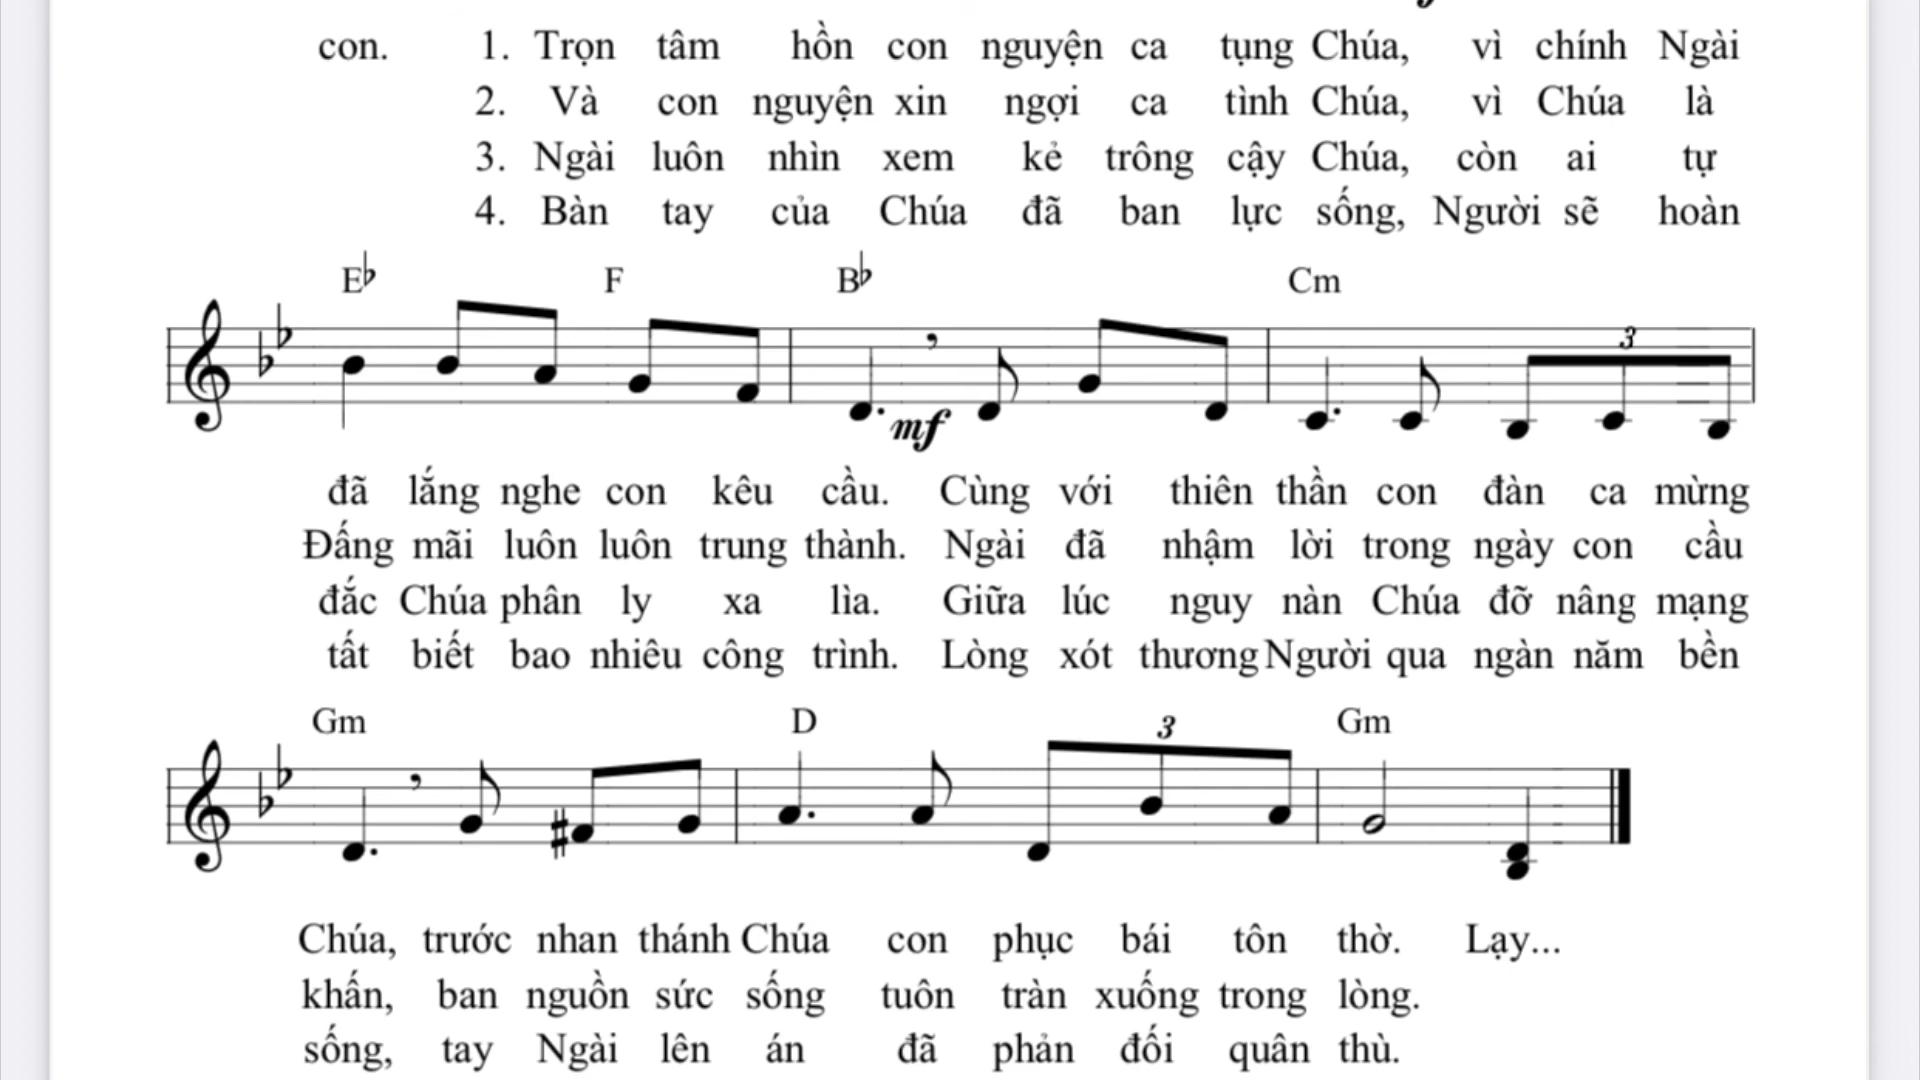 con. 1. Trọn tâm hồn con nguyện ca tụng Chúa, vì chính Ngài
2. Và con nguyện xin ngợi ca tình Chúa, vì Chúa là
3. Ngài luôn nhìn xem kẻ trông cậy Chúa, còn ai tự
4. Bàn tay của Chúa đã ban lực sống, Người sẽ hoàn
E♭ F B♭ Cm
3
mf
đã lắng nghe con kêu cầu. Cùng với thiên thần con đàn ca mừng
Đấng mãi luôn luôn trung thành. Ngài đã nhậm lời trong ngày con cầu
đắc Chúa phân ly xa lìa. Giữa lúc nguy nàn Chúa đỡ nâng mạng
tất biết bao nhiêu công trình. Lòng xót thương Người qua ngàn năm bền
Gm D 3 Gm
Chúa, trước nhan thánh Chúa con phục bái tôn thờ. Lạy...
khấn, ban nguồn sức sống tuôn tràn xuống trong lòng.
sống, tay Ngài lên án đã phản đối quân thù.